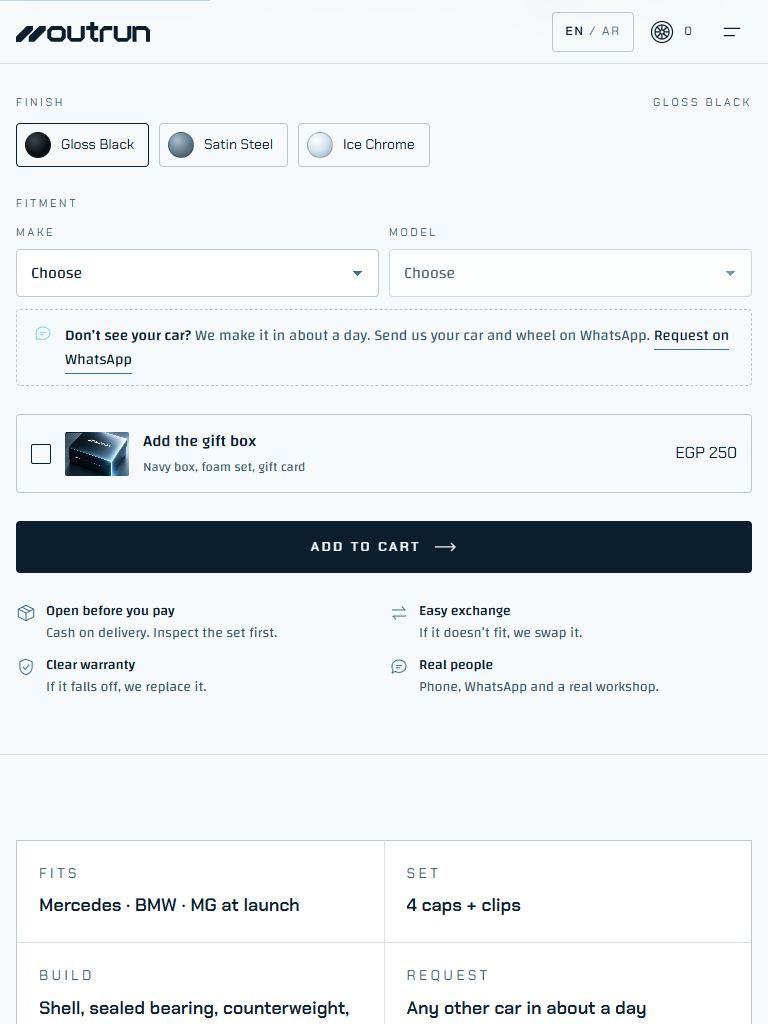 outrun
EN / AR
0
FINISH
GLOSS BLACK
Gloss Black
Satin Steel
Ice Chrome
FITMENT
MAKE
MODEL
Choose
Choose
Don't see your car? We make it in about a day. Send us your car and wheel on WhatsApp. Request on
WhatsApp
Add the gift box
Navy box, foam set, gift card
EGP 250
ADD TO CART
Open before you pay
Cash on delivery. Inspect the set first.
Easy exchange
If it doesn't fit, we swap it.
Clear warranty
If it falls off, we replace it.
Real people
Phone, WhatsApp and a real workshop.
FITS
Mercedes · BMW · MG at launch
SET
4 caps + clips
BUILD
Shell, sealed bearing, counterweight,
REQUEST
Any other car in about a day